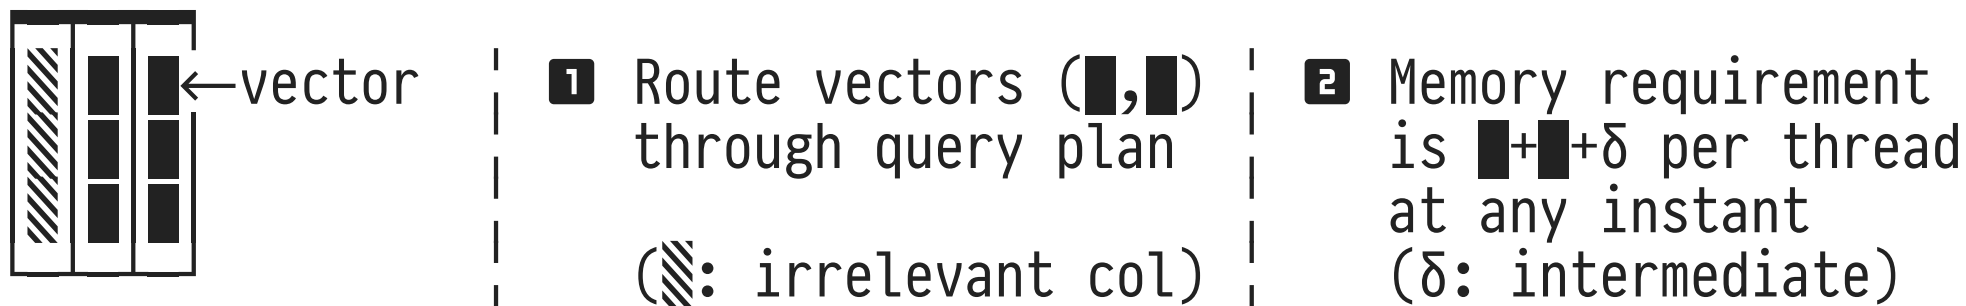 ←vector
1 Route vectors (█,█)
through query plan
(▧: irrelevant col)
2 Memory requirement
is █+█+δ per thread
at any instant
(δ: intermediate)